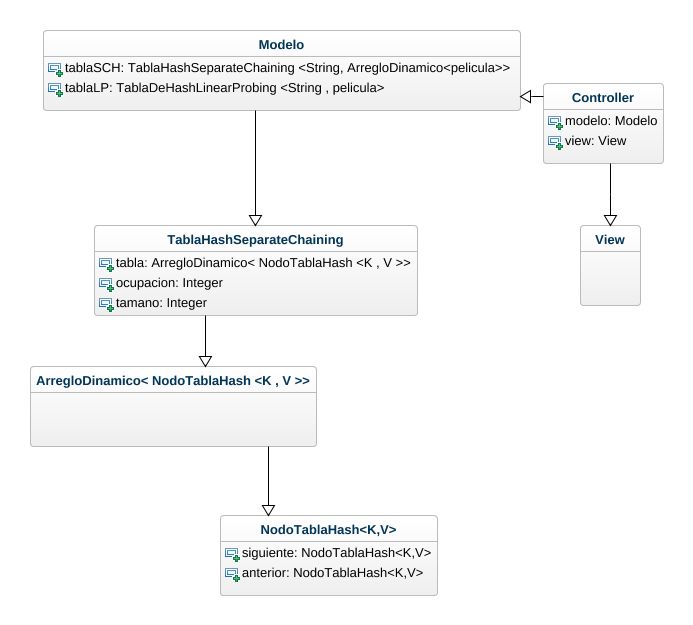 Modelo
tablaSCH: TablaHashSeparateChaining <String, ArregloDinamico<pelicula>>
tablaLP: TablaDeHashLinearProbing <String , pelicula>
Controller
modelo: Modelo
view: View
TablaHashSeparateChaining
tabla: ArregloDinamico< NodoTablaHash <K , V >>
ocupacion: Integer
tamano: Integer
View
ArregloDinamico< NodoTablaHash <K , V >>
NodoTablaHash<K,V>
siguiente: NodoTablaHash<K,V>
anterior: NodoTablaHash<K,V>